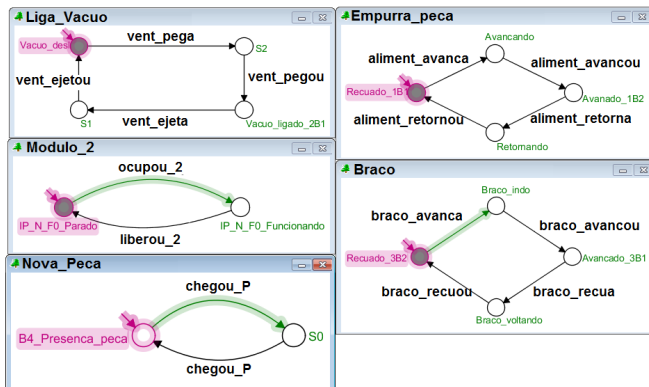 Liga_Vacuo
Vacuo_desl
vent_pega
S2
vent_ejetou
vent_pegou
S1
vent_ejeta
Vacuo_ligado_2B1
Modulo_2
ocupou_2
IP_N_F0_Parado
IP_N_F0_Funcionando
liberou_2
Nova_Peca
chegou_P
B4_Presenca_peca
S0
chegou_P
Empurra_peca
Avancando
aliment_avanca
aliment_avancou
Recuado_1B
Avanado_1B2
aliment_retornou
aliment_retorna
Retornando
Braco
Braco_indo
braco_avanca
braco_avancou
Recuado_3B2
Avancado_3B1
braco_recuou
braco_recua
Braco_voltando